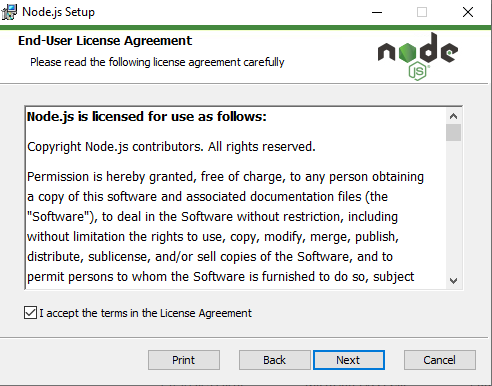 Node.js Setup
End-User License Agreement
Please read the following license agreement carefully
node
JS
Node.js is licensed for use as follows:
Copyright Node.js contributors. All rights reserved.
Permission is hereby granted, free of charge, to any person obtaining
a copy of this software and associated documentation files (the
"Software"), to deal in the Software without restriction, including
without limitation the rights to use, copy, modify, merge, publish,
distribute, sublicense, and/or sell copies of the Software, and to
permit persons to whom the Software is furnished to do so, subject
I accept the terms in the License Agreement
Print
Back
Next
Cancel